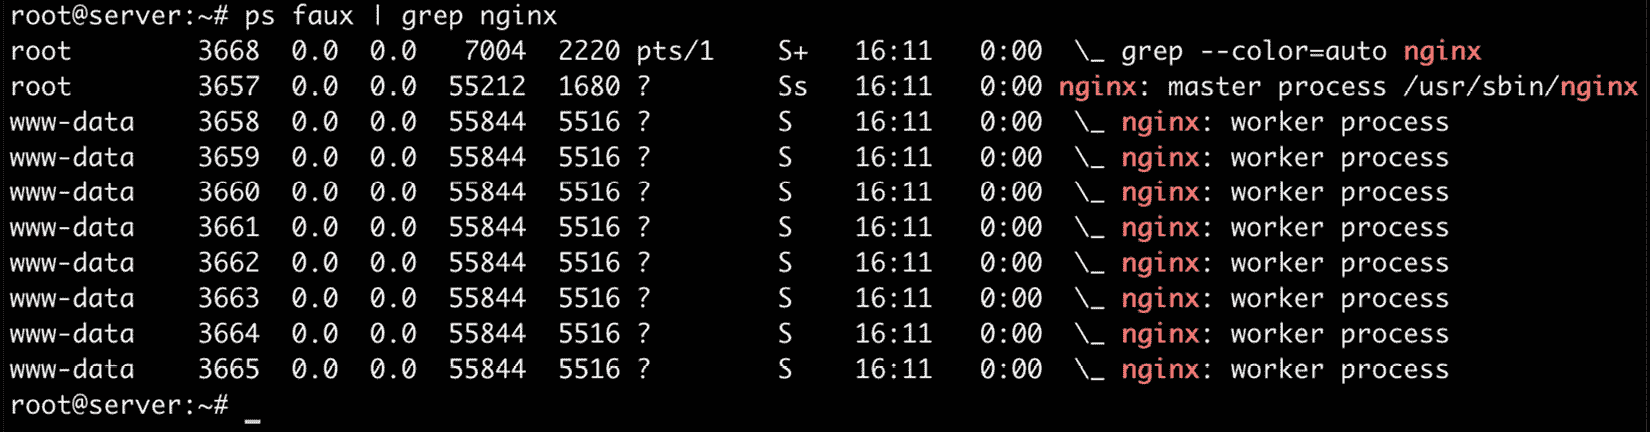 root@server:~# ps faux | grep nginx
root        3668  0.0  0.0   7004  2220 pts/1    S+   16:11   0:00  \_ grep --color=auto nginx
root        3657  0.0  0.0  55212  1680 ?        Ss   16:11   0:00 nginx: master process /usr/sbin/nginx
www-data    3658  0.0  0.0  55844  5516 ?        S    16:11   0:00  \_ nginx: worker process
www-data    3659  0.0  0.0  55844  5516 ?        S    16:11   0:00  \_ nginx: worker process
www-data    3660  0.0  0.0  55844  5516 ?        S    16:11   0:00  \_ nginx: worker process
www-data    3661  0.0  0.0  55844  5516 ?        S    16:11   0:00  \_ nginx: worker process
www-data    3662  0.0  0.0  55844  5516 ?        S    16:11   0:00  \_ nginx: worker process
www-data    3663  0.0  0.0  55844  5516 ?        S    16:11   0:00  \_ nginx: worker process
www-data    3664  0.0  0.0  55844  5516 ?        S    16:11   0:00  \_ nginx: worker process
www-data    3665  0.0  0.0  55844  5516 ?        S    16:11   0:00  \_ nginx: worker process
root@server:~# _